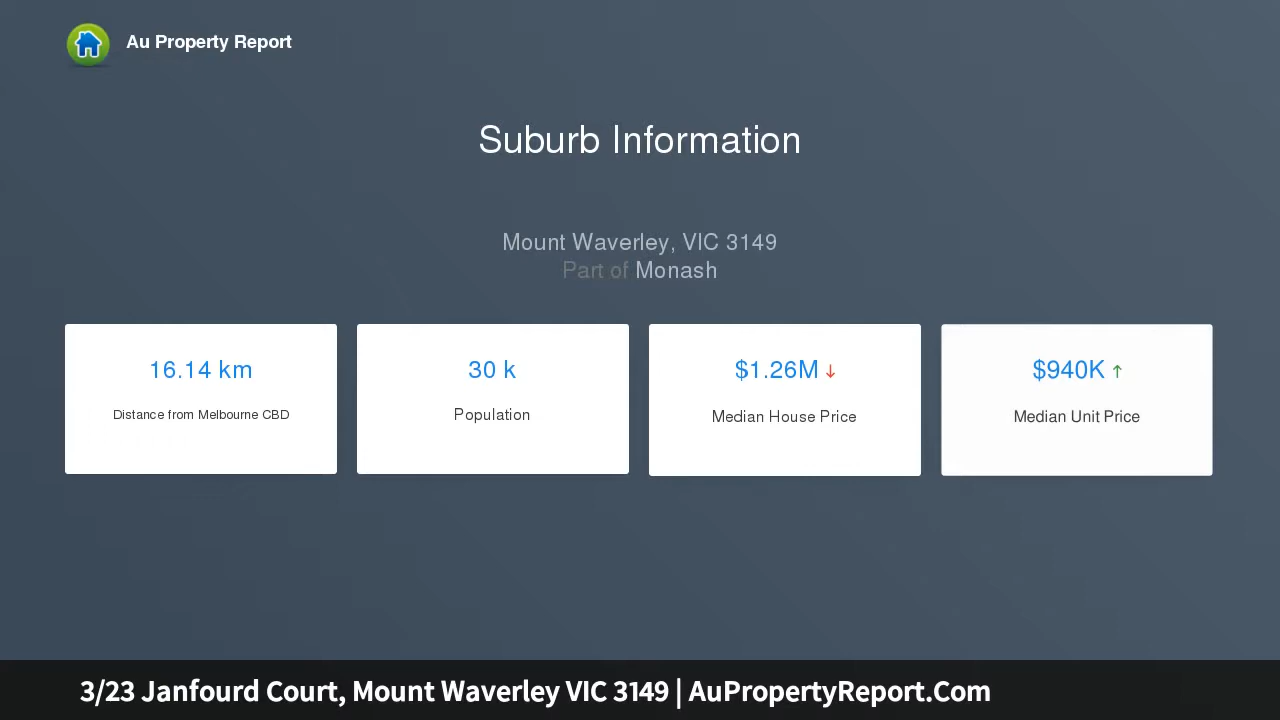 Au Property Report
Suburb Information
Mount Waverley, VIC 3149
Part of Monash
16.14 km
Distance from Melbourne CBD
30 k
Population
$1.26M ↓
Median House Price
$940K ↑
Median Unit Price
3/23 Janfourd Court, Mount Waverley VIC 3149 | AuPropertyReport.Com